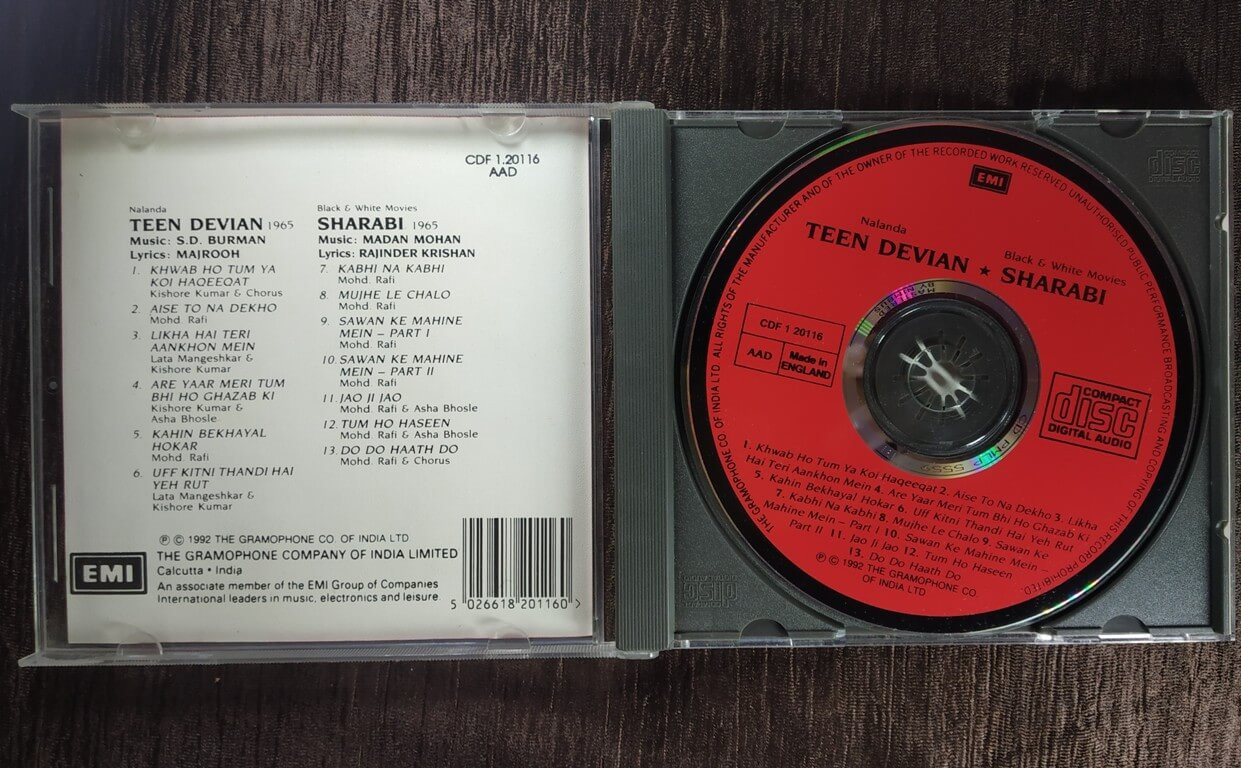 CDF 1.20116
AAD
Nalanda
TEEN DEVIAN 1965
Music: S.D. BURMAN
Lyrics: MAJROOH
1. KHWAB HO TUM YA
KOI HAQEEQAT
Kishore Kumar & Chorus
2. AISE TO NA DEKHO
Mohd. Rafi
3. LIKHA HAI TERI
AANKHON MEIN
Lata Mangeshkar &
Kishore Kumar
4. ARE YAAR MERI TUM
BHI HO GHAZAB KI
Kishore Kumar &
Asha Bhosle
5. KAHIN BEKHAYAL
HOKAR
Mohd. Rafi
6. UFF KITNI THANDI HAI
YEH RUT
Lata Mangeshkar &
Kishore Kumar
Black & White Movies
SHARABI 1965
Music: MADAN MOHAN
Lyrics: RAJINDER KRISHAN
7. KABHI NA KABHI
Mohd. Rafi
8. MUJHE LE CHALO
Mohd. Rafi
9. SAWAN KE MAHINE
MEIN – PART I
Mohd. Rafi
10. SAWAN KE MAHINE
MEIN – PART II
Mohd. Rafi
11. JAO JI JAO
Mohd. Rafi & Asha Bhosle
12. TUM HO HASEEN
Mohd. Rafi & Asha Bhosle
13. DO DO HAATH DO
Mohd. Rafi & Chorus
℗ © 1992 THE GRAMOPHONE CO. OF INDIA LTD
EMI
THE GRAMOPHONE COMPANY OF INDIA LIMITED
Calcutta • India
An associate member of the EMI Group of Companies
International leaders in music, electronics and leisure.
5 026618 201160 >
THE GRAMOPHONE CO OF INDIA LTD. ALL RIGHTS OF THE MANUFACTURER AND OF THE OWNER OF THE RECORDED WORK RESERVED UNAUTHORISED PUBLIC PERFORMANCE BROADCASTING AND COPYING OF THIS RECORD PROHIBITED.
EMI
Nalanda
TEEN DEVIAN ★ SHARABI
Black & White Movies
CDF 1 20116
AAD
Made in
ENGLAND
COMPACT
disc
DIGITAL AUDIO
1. Khwab Ho Tum Ya Koi Haqeeqat 2. Aise To Na Dekho 3. Likha
Hai Teri Aankhon Mein 4. Are Yaar Meri Tum Bhi Ho Ghazab Ki
5. Kahin Bekhayal Hokar 6. Uff Kitni Thandi Hai Yeh Rut
7. Kabhi Na Kabhi 8. Mujhe Le Chalo 9. Sawan Ke
Mahine Mein – Part I 10. Sawan Ke Mahine Mein –
Part II 11. Jao Ji Jao 12. Tum Ho Haseen
13. Do Do Haath Do
℗ © 1992 THE GRAMOPHONE CO.
OF INDIA LTD
disc